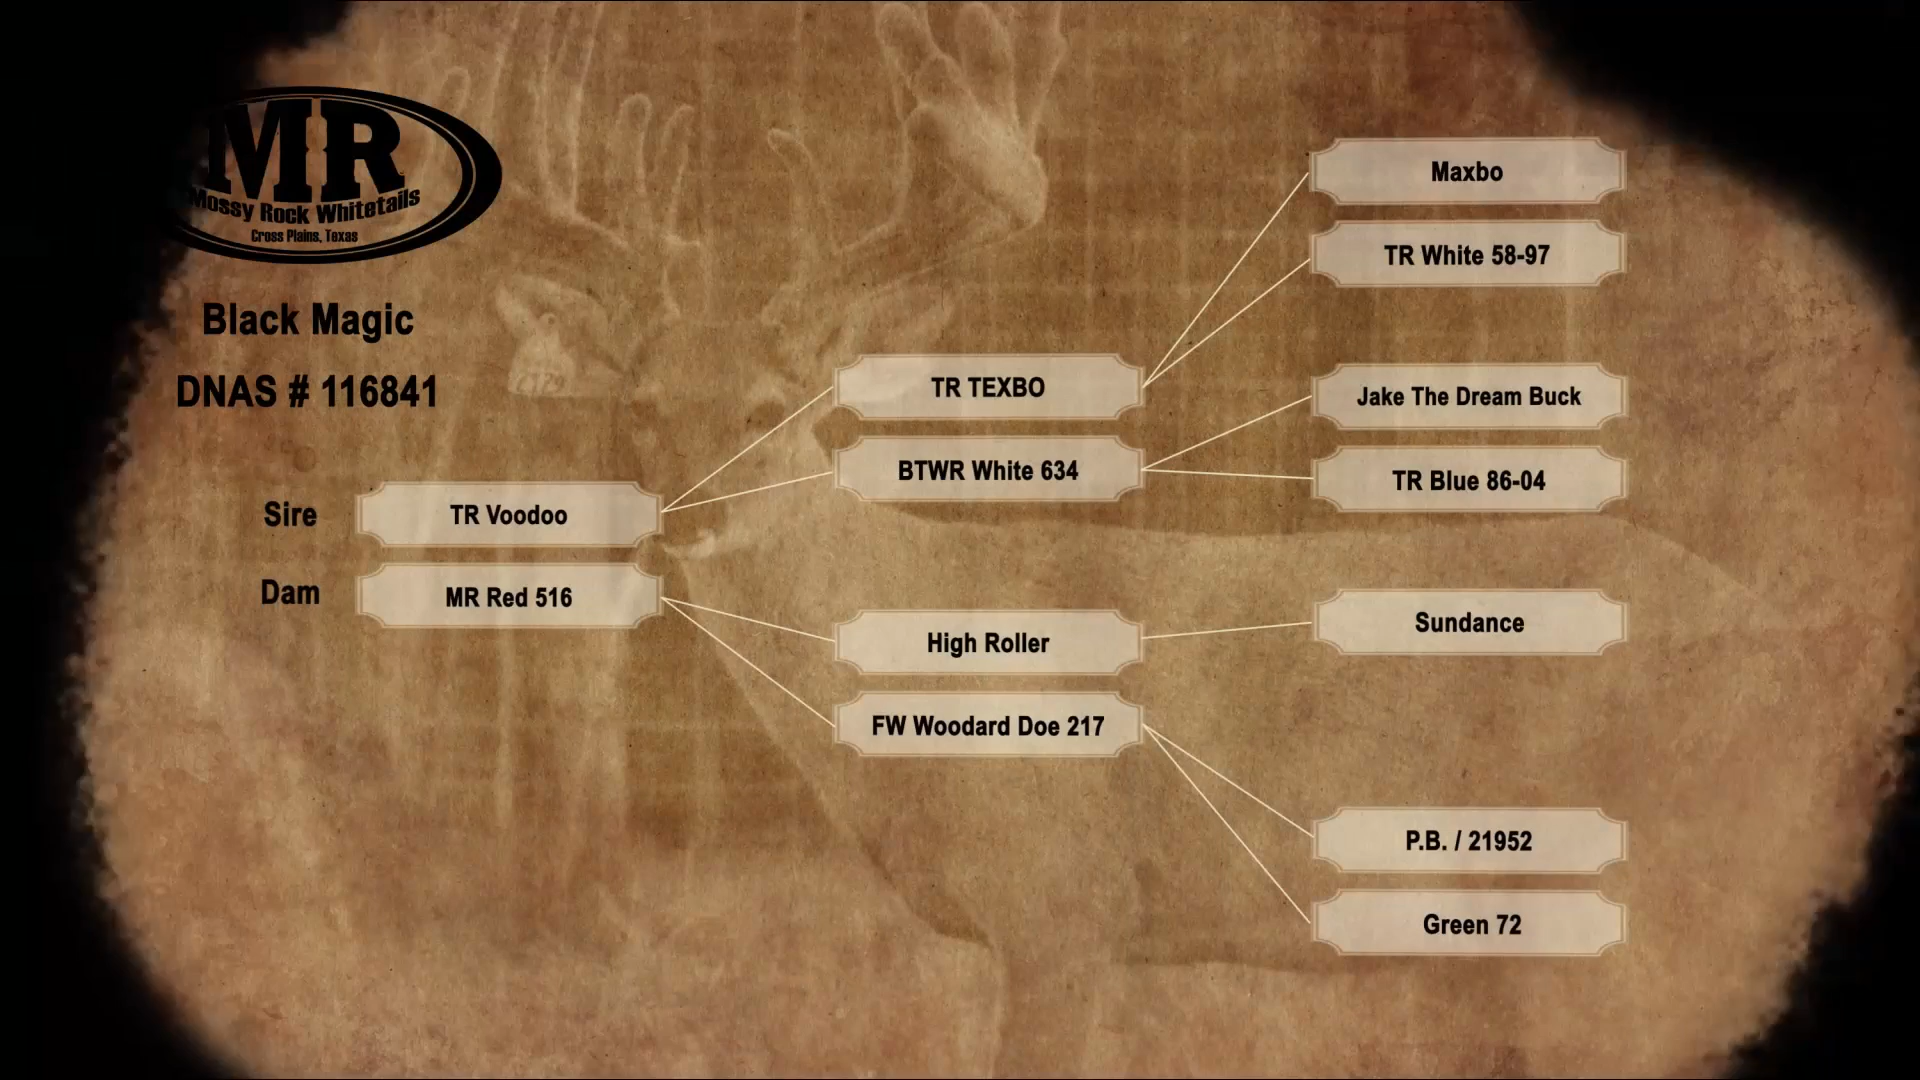 MR
Mossy Rock Whitetails
Cross Plains, Texas
Black Magic
DNAS # 116841
Sire
TR Voodoo
Dam
MR Red 516
TR TEXBO
BTWR White 634
High Roller
FW Woodard Doe 217
Maxbo
TR White 58-97
Jake The Dream Buck
TR Blue 86-04
Sundance
P.B. / 21952
Green 72